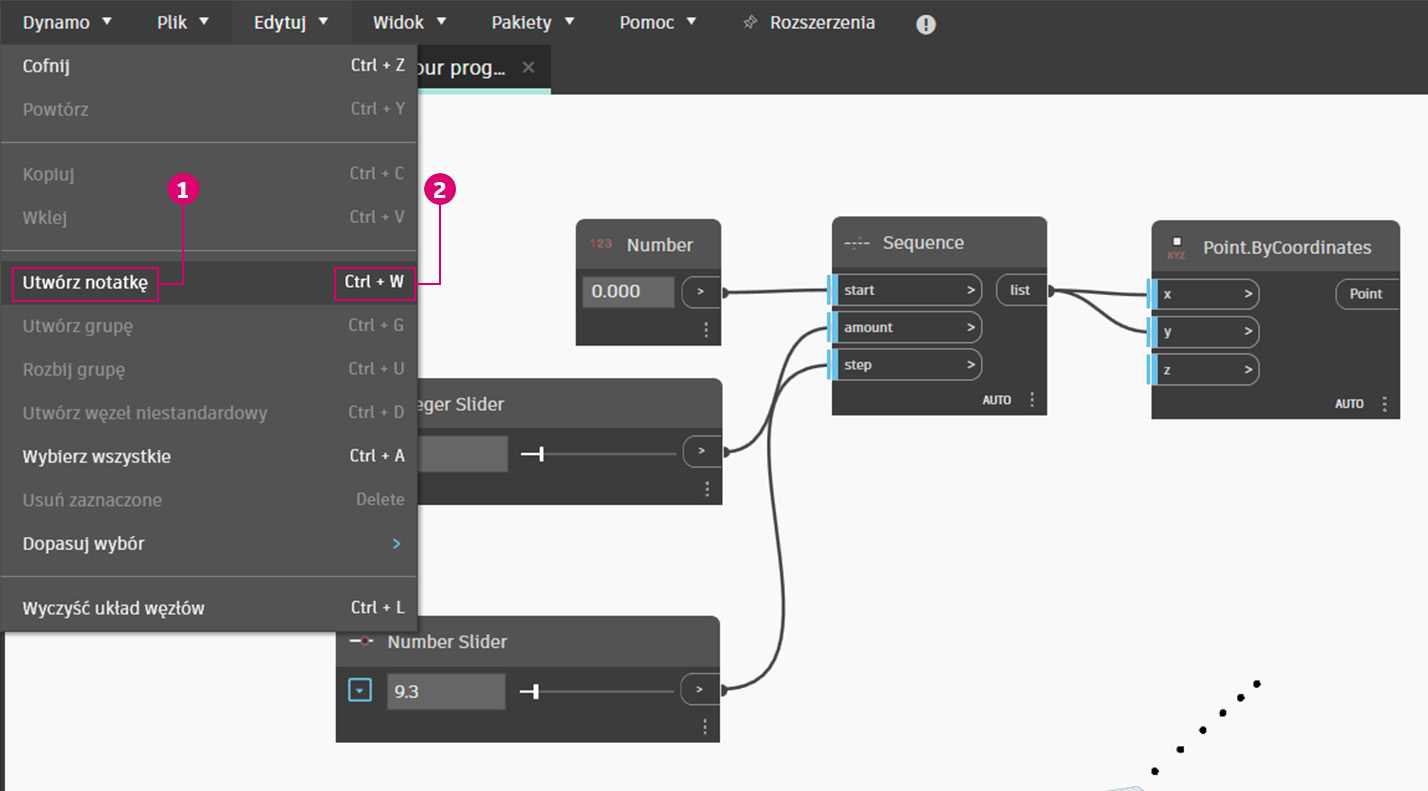 Dynamo Plik Edytuj Widok Pakiety Pomoc Rozszerzenia
Cofnij Ctrl + Z
our prog...
Powtórz Ctrl + Y
Kopiuj Ctrl + C
Wklej Ctrl + V
1
2
Utwórz notatkę Ctrl + W
Utwórz grupę Ctrl + G
Rozbij grupę Ctrl + U
Utwórz węzeł niestandardowy Ctrl + D
Wybierz wszystkie Ctrl + A
Usuń zaznaczone Delete
Dopasuj wybór >
Wyczyść układ węzłów Ctrl + L
123 Number
0.000 >
eger Slider
>
Number Slider
9.3 >
Sequence
start > list
amount >
step >
AUTO
XYZ Point.ByCoordinates
x > Point
y >
z >
AUTO